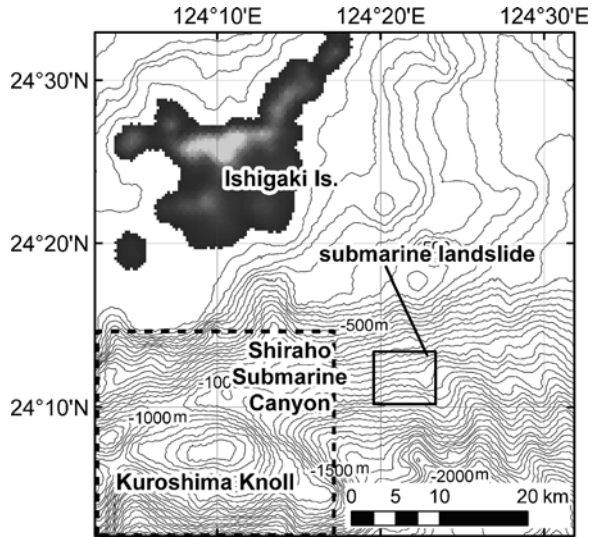 124°10'E 124°20'E 124°30'E
24°30'N
Ishigaki Is.
24°20'N
submarine landslide
-500m
Shiraho
Submarine
Canyon
24°10'N
-1000m
-1500m
-2000m
Kuroshima Knoll
0 5 10 20 km